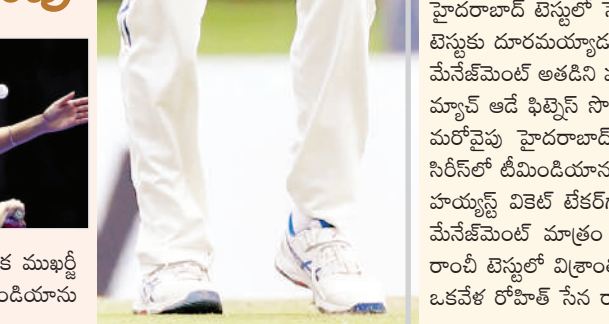 క ముఖర్జీ
ండియాను
హైదరాబాద్ టెస్టులో
టెస్టుకు దూరమయ్యాడు
మేనేజ్‌మెంట్ అతడిని
మ్యాచ్ ఆడే ఫిట్నెస్ సా
మరోవైపు హైదరాబాద్
సిరీస్‌లో టీమిండియాను
హయ్యస్ట్ వికెట్ టేకర్‌గ
మేనేజ్‌మెంట్ మాత్రం
రాంచీ టెస్టులో విశ్రాంత
ఒకవేళ రోహిత్ సేన రా